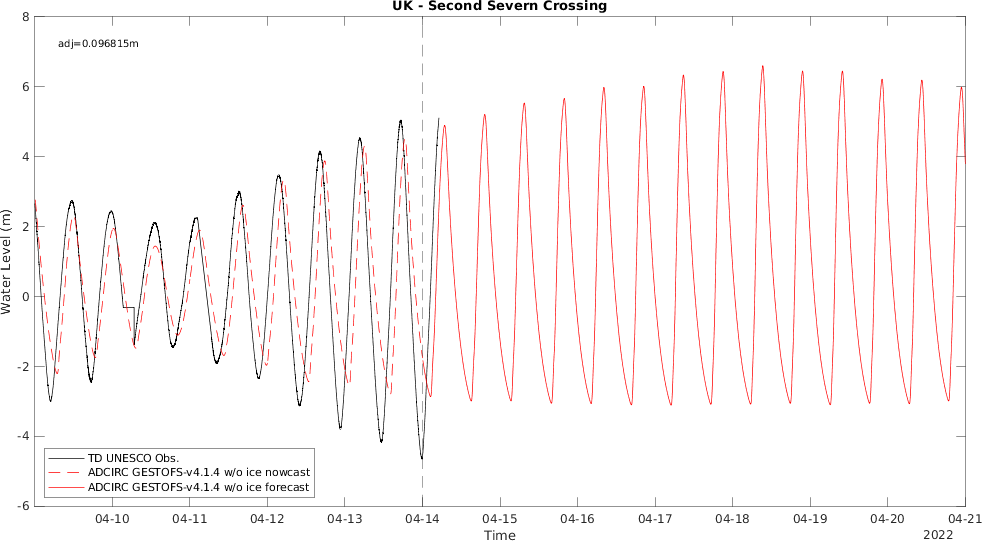 UK - Second Severn Crossing
adj=0.096815m
Water Level (m)
8
6
4
2
0
-2
-4
-6
TD UNESCO Obs.
ADCIRC GESTOFS-v4.1.4 w/o ice nowcast
ADCIRC GESTOFS-v4.1.4 w/o ice forecast
04-10 04-11 04-12 04-13 04-14 04-15 04-16 04-17 04-18 04-19 04-20 04-21
Time
2022